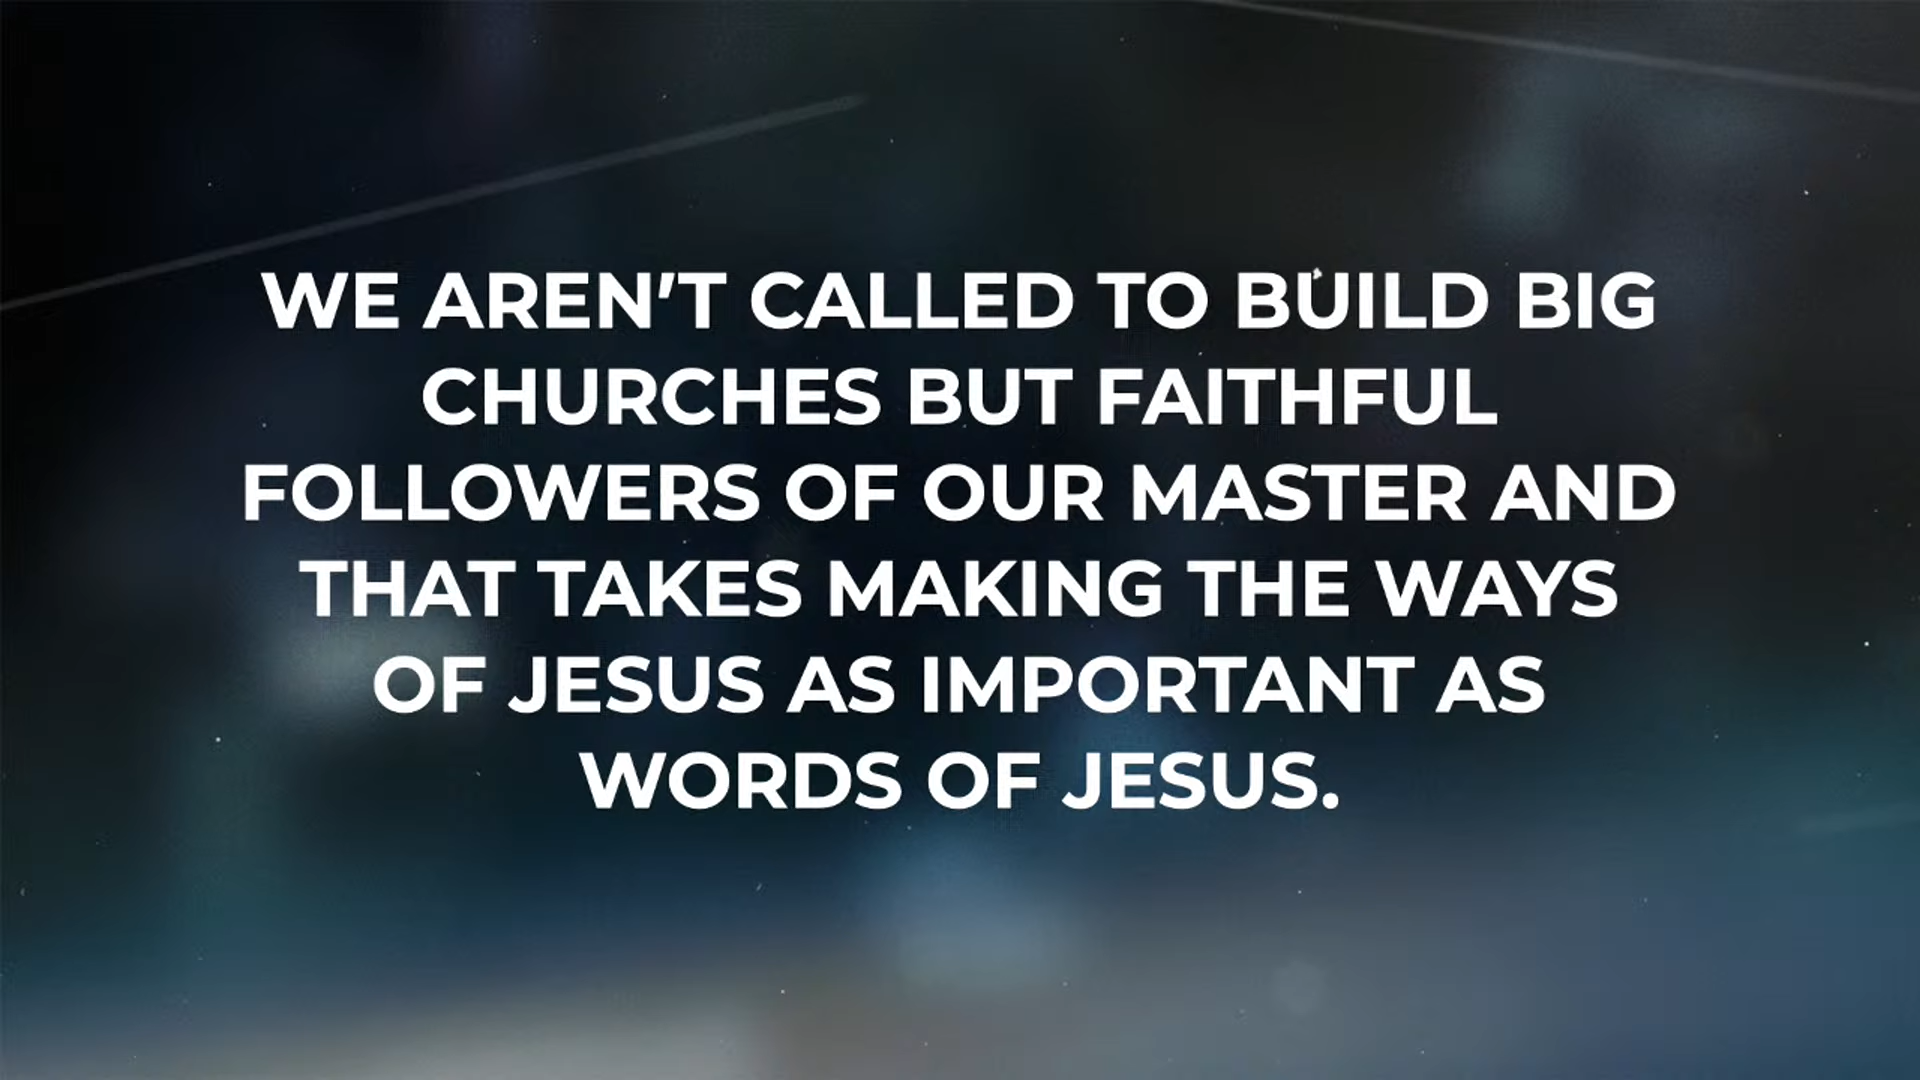 WE AREN'T CALLED TO BUILD BIG
CHURCHES BUT FAITHFUL
FOLLOWERS OF OUR MASTER AND
THAT TAKES MAKING THE WAYS
OF JESUS AS IMPORTANT AS
WORDS OF JESUS.